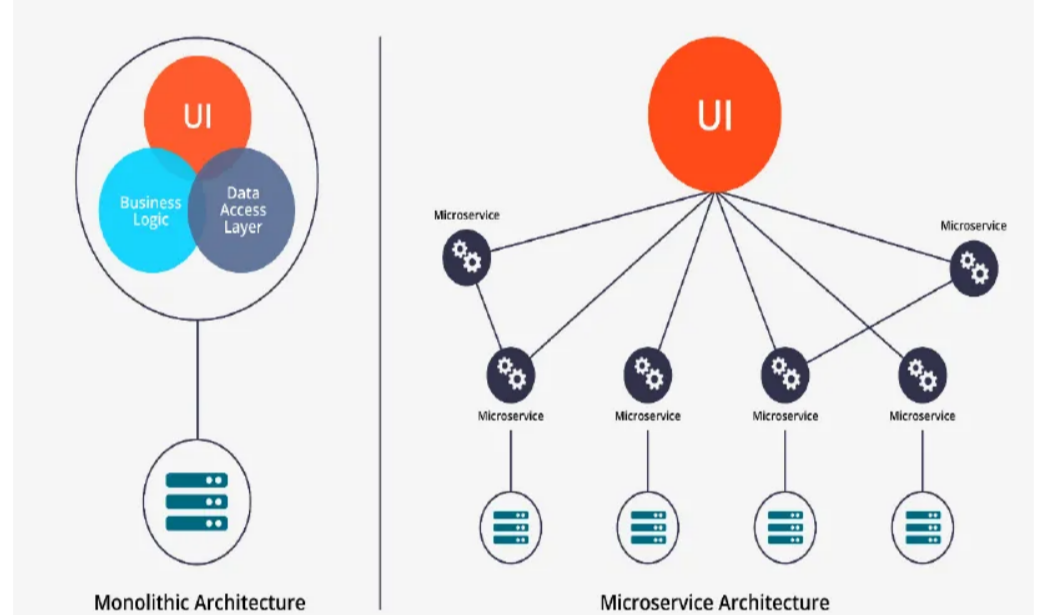 UI
Business
Logic
Data
Access
Layer
Monolithic Architecture
UI
Microservice
Microservice
Microservice
Microservice
Microservice
Microservice
Microservice Architecture